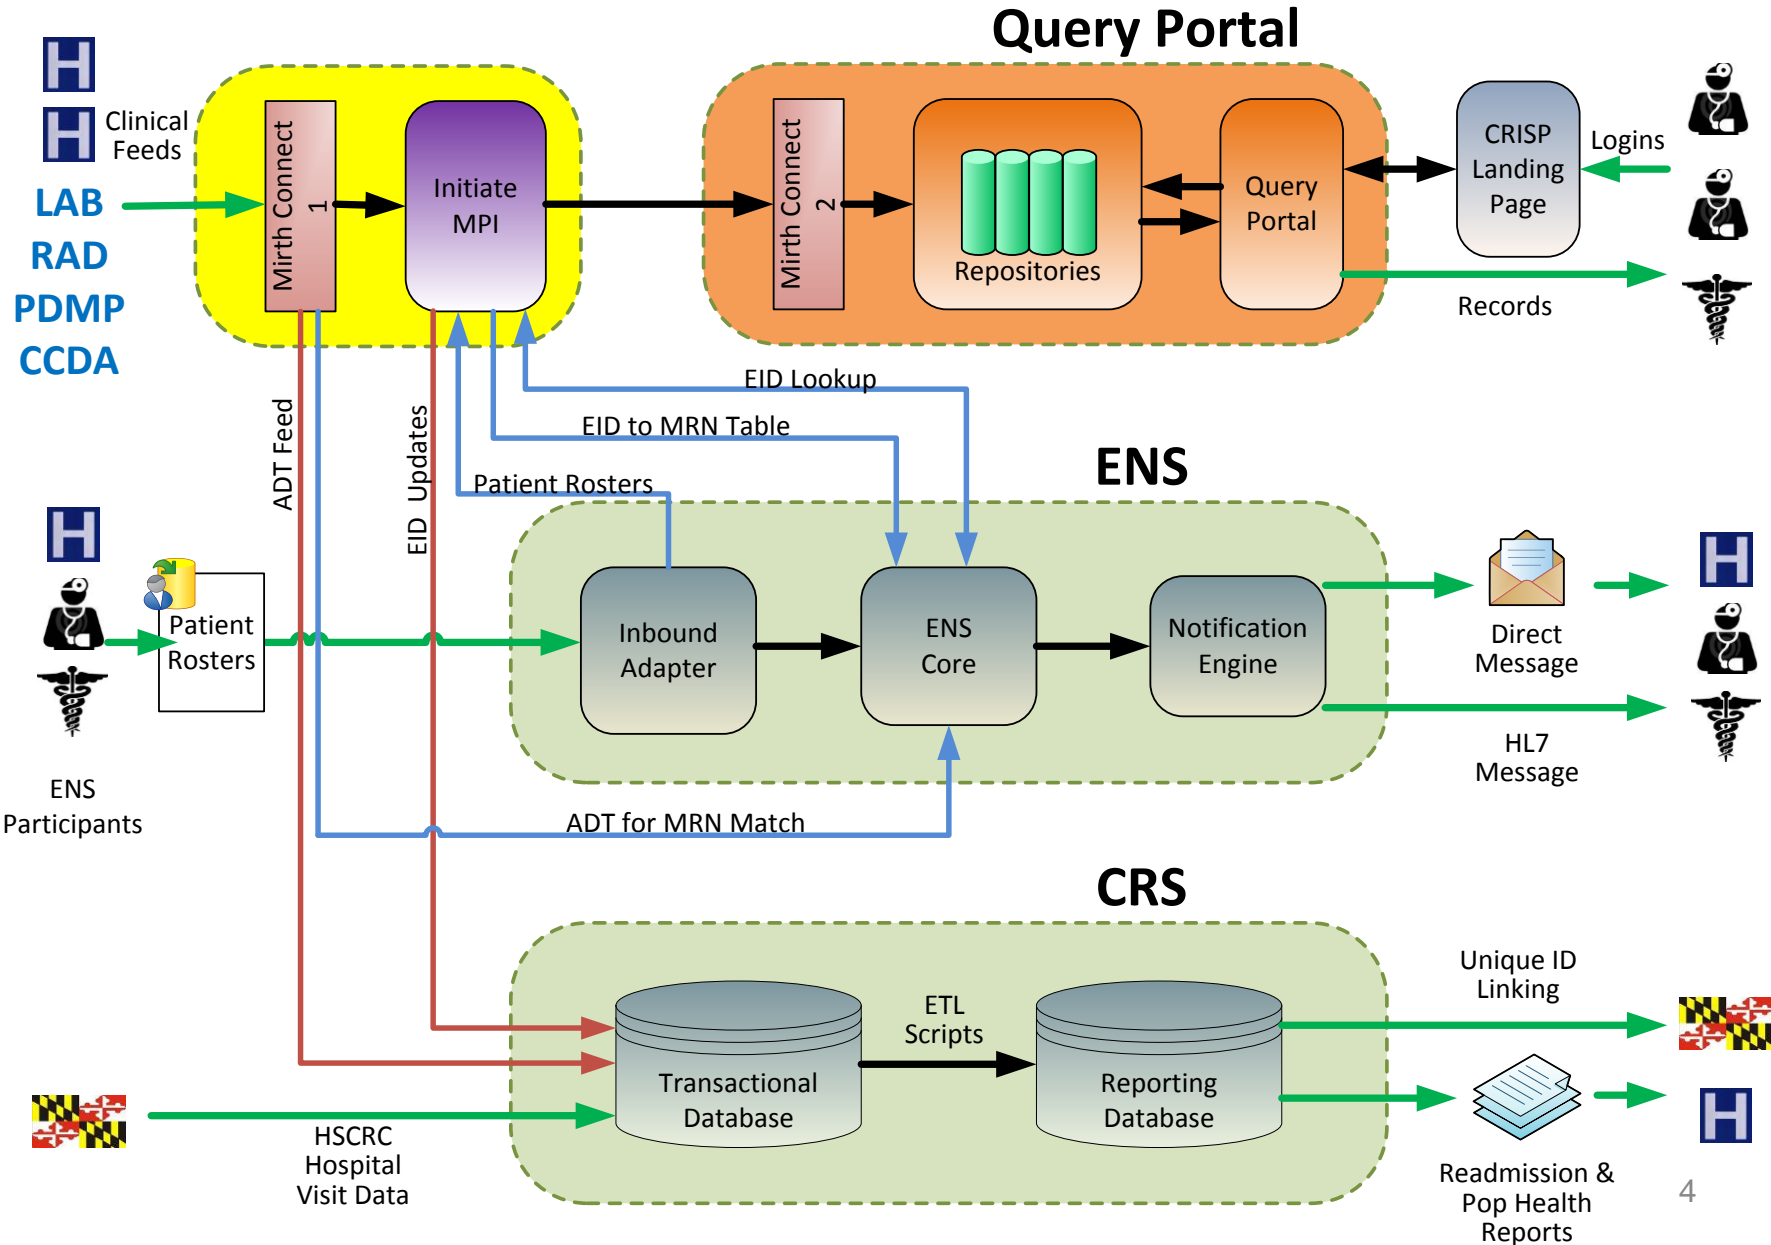 Query Portal
H
H
Clinical
Feeds
LAB
RAD
PDMP
CCDA
Mirth Connect
1
Initiate
MPI
Mirth Connect
2
Repositories
Query
Portal
CRISP
Landing
Page
Logins
Records
EID Lookup
EID to MRN Table
Patient Rosters
ADT Feed
EID Updates
ENS
H
Patient
Rosters
ENS
Participants
Inbound
Adapter
ENS
Core
Notification
Engine
Direct
Message
HL7
Message
H
ADT for MRN Match
CRS
HSCRC
Hospital
Visit Data
Transactional
Database
ETL
Scripts
Reporting
Database
Unique ID
Linking
H
Readmission &
Pop Health
Reports
4